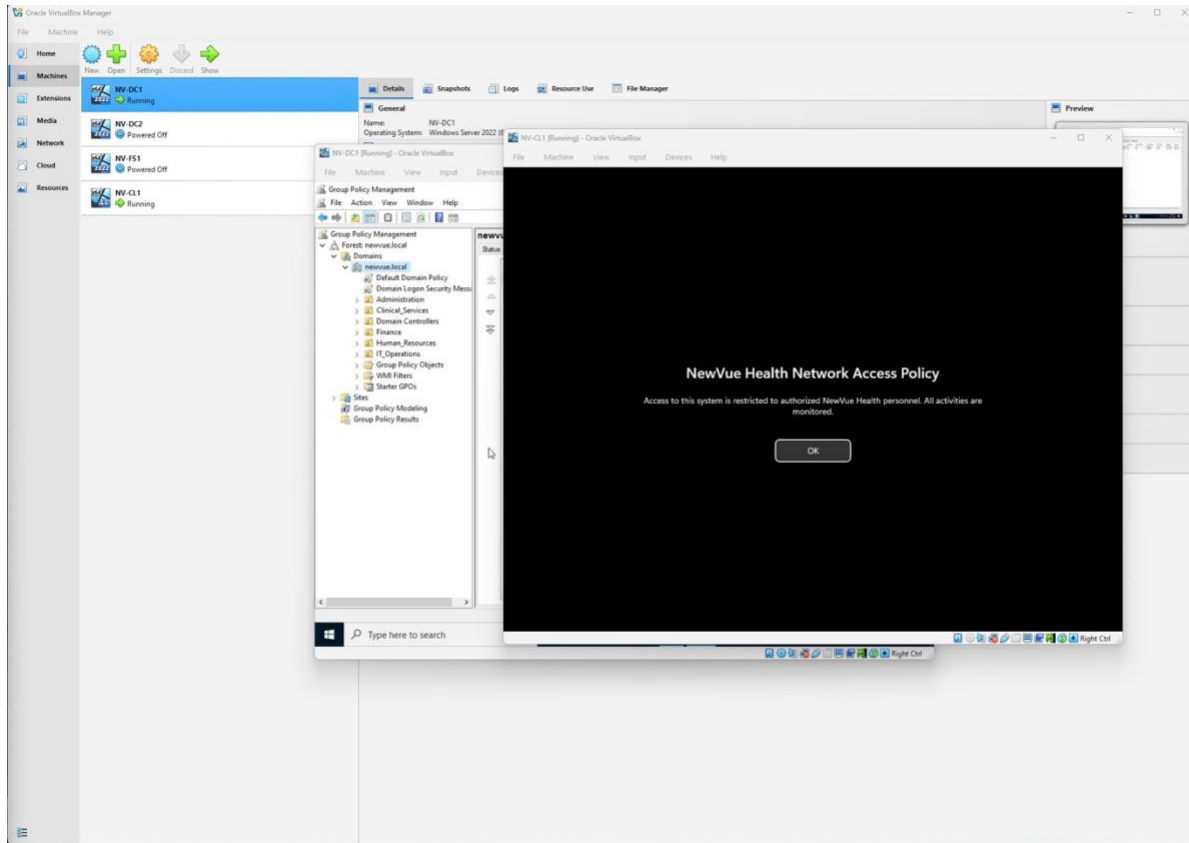 Oracle VirtualBox Manager
File Machine Help
Home
Machines
Extensions
Media
Network
Cloud
Resources
New Open Settings Discard Show
NV-DC1
Running
NV-DC2
Powered Off
NV-FS1
Powered Off
NV-CL1
Running
Details Snapshots Logs Resource Use File Manager
General
Name: NV-DC1
Operating System: Windows Server 2022
Preview
NV-DC1 [Running] - Oracle VirtualBox
File Machine View Input Devices
Group Policy Management
File Action View Window Help
Group Policy Management
Forest: newvue.local
Domains
newvue.local
Default Domain Policy
Domain Logon Security Messa
Administration
Clinical_Services
Domain Controllers
Finance
Human_Resources
IT_Operations
Group Policy Objects
WMI Filters
Starter GPOs
Sites
Group Policy Modeling
Group Policy Results
newvu
Status
Type here to search
Right Ctrl
NV-CL1 [Running] - Oracle VirtualBox
File Machine View Input Devices Help
NewVue Health Network Access Policy
Access to this system is restricted to authorized NewVue Health personnel. All activities are
monitored.
OK
Right Ctrl